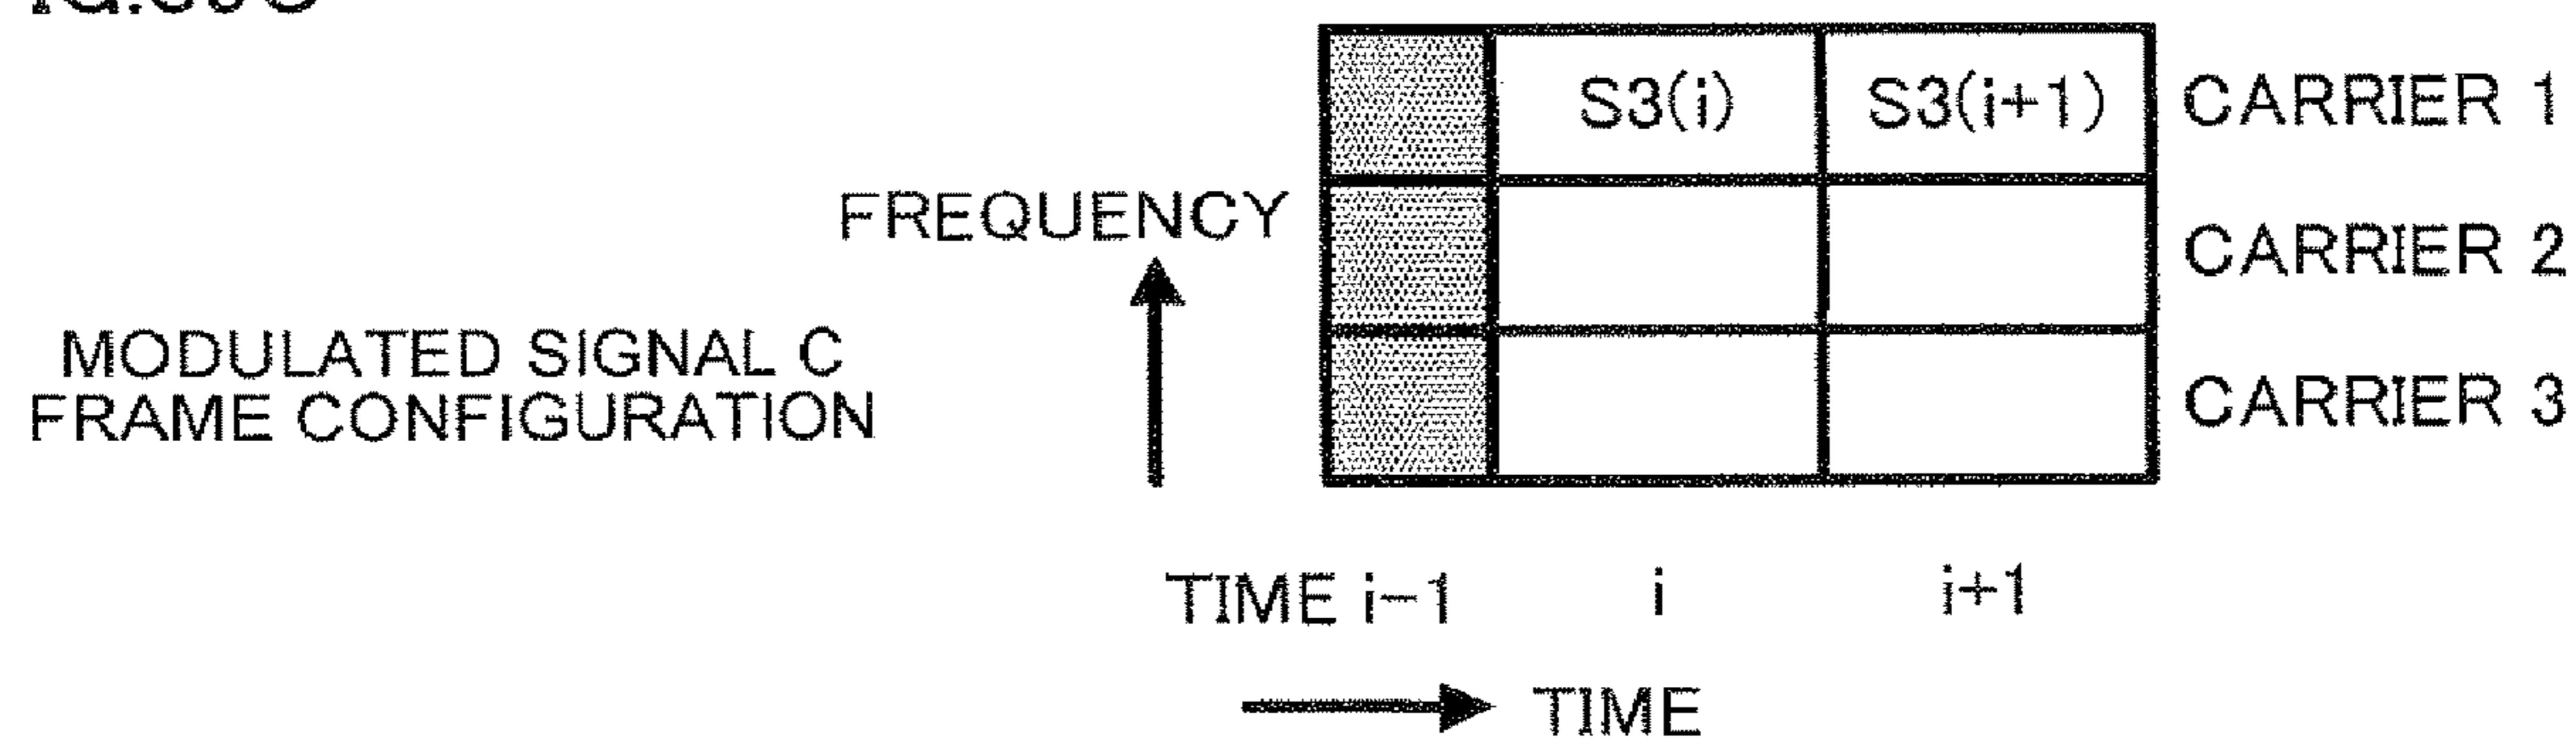 S3(i) S3(i+1) CARRIER 1
FREQUENCY
CARRIER 2
MODULATED SIGNAL C
FRAME CONFIGURATION
CARRIER 3
TIME i-1 i i+1
TIME